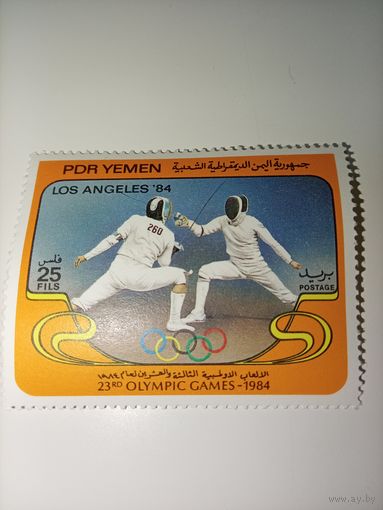 PDR YEMEN جمهورية اليمن الديمقراطية الشعبية
LOS ANGELES '84
260
فلس
25
FILS
بريد
POSTAGE
الالعاب الاولمبية الثالثة والعشرين لعام ١٩٨٤
23RD OLYMPIC GAMES-1984
ay.by